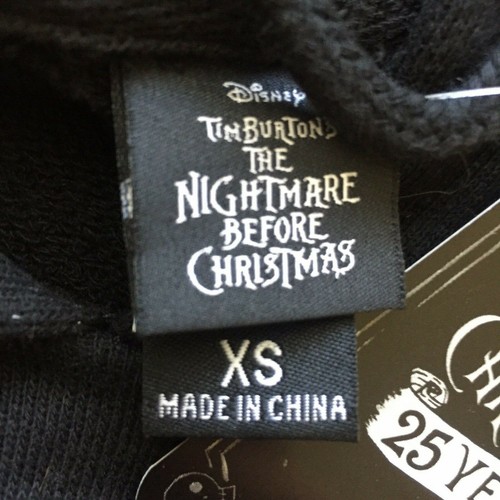 Disney
Tim Burton's
The
Nightmare
Before
Christmas
XS
MADE IN CHINA
25 YE